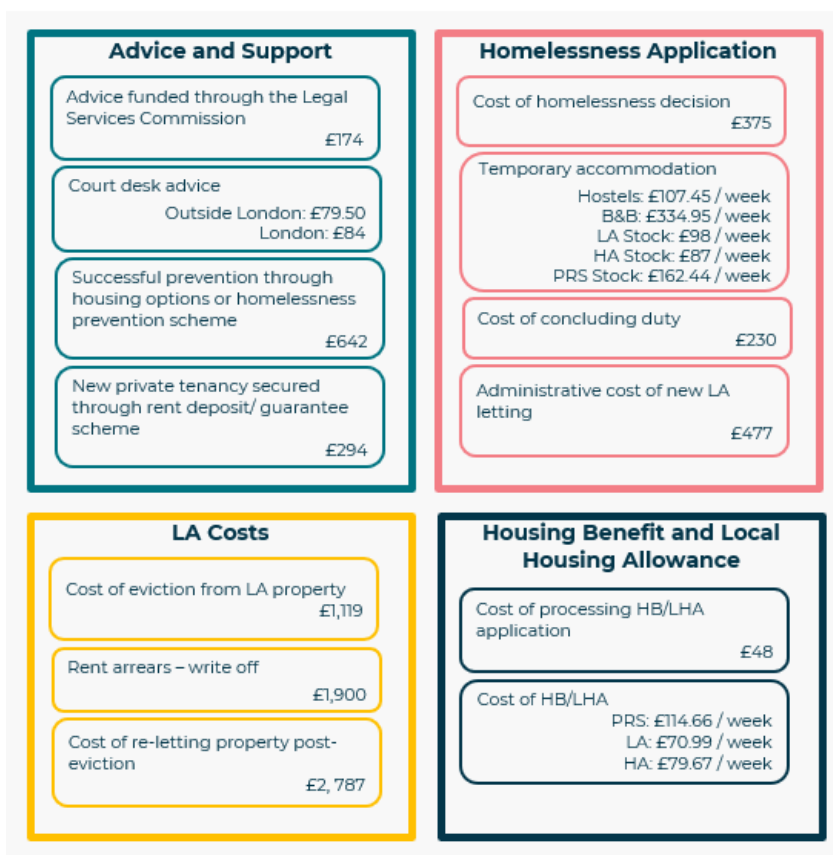 Advice and Support
Advice funded through the Legal
Services Commission
£174
Court desk advice
Outside London: £79.50
London: £84
Successful prevention through
housing options or homelessness
prevention scheme
£642
New private tenancy secured
through rent deposit/ guarantee
scheme
£294
Homelessness Application
Cost of homelessness decision
£375
Temporary accommodation
Hostels: £107.45 / week
B&B: £334.95 / week
LA Stock: £98 / week
HA Stock: £87 / week
PRS Stock: £162.44 / week
Cost of concluding duty
£230
Administrative cost of new LA
letting
£477
LA Costs
Cost of eviction from LA property
£1,119
Rent arrears – write off
£1,900
Cost of re-letting property post-
eviction
£2, 787
Housing Benefit and Local
Housing Allowance
Cost of processing HB/LHA
application
£48
Cost of HB/LHA
PRS: £114.66 / week
LA: £70.99 / week
HA: £79.67 / week